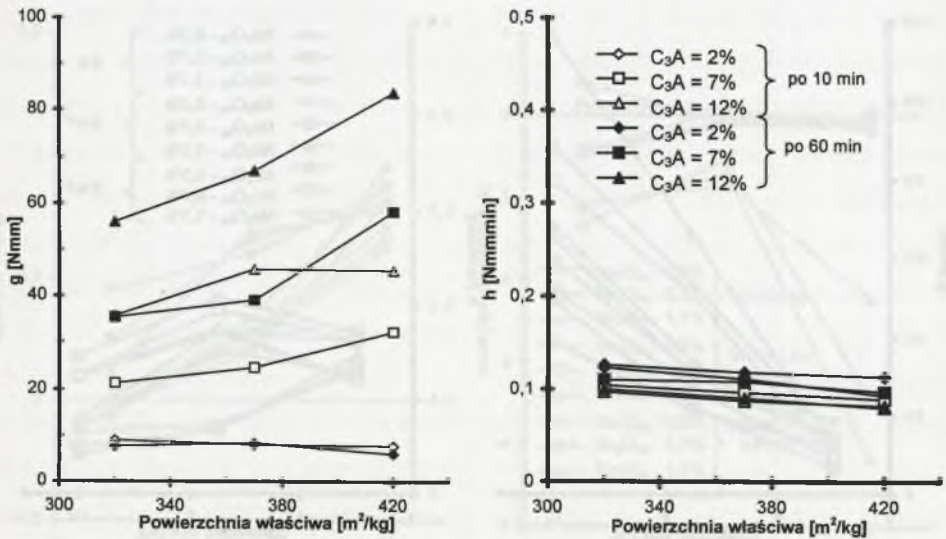 100
80
60
40
20
0
g [Nmm]
300 340 380 420
Powierzchnia właściwa [m²/kg]
0,5
0,4
0,3
0,2
0,1
0
h [Nmmmin]
C₃A = 2%
C₃A = 7%
C₃A = 12%
po 10 min
C₃A = 2%
C₃A = 7%
C₃A = 12%
po 60 min
300 340 380 420
Powierzchnia właściwa [m²/kg]